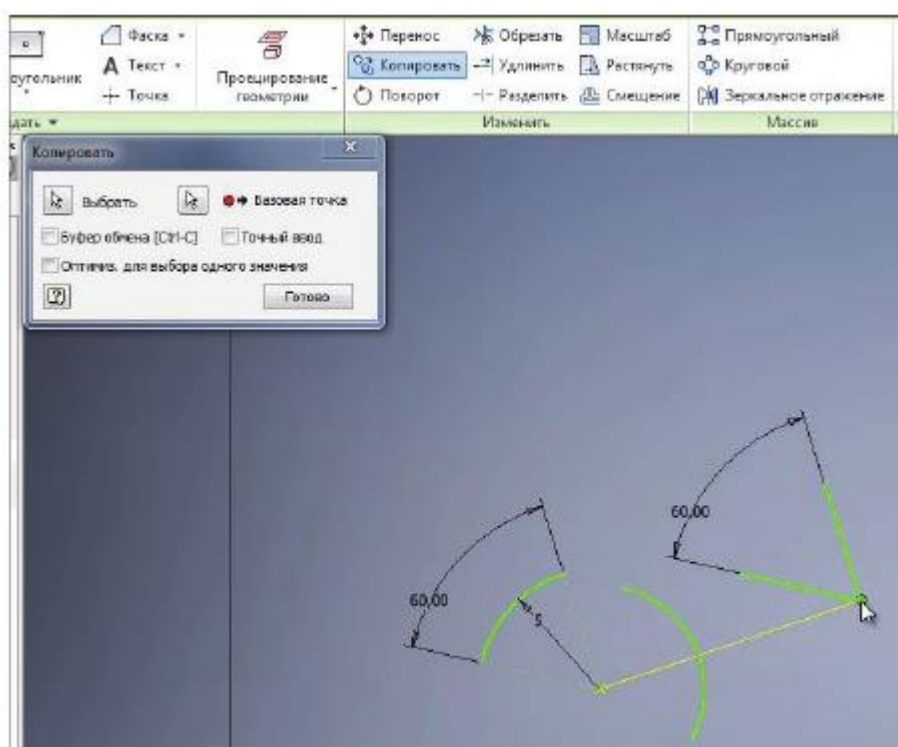 Фаска
Перенос
Обрезать
Масштаб
Прямоугольный
оугольник
Текст
Проецирование
геометрии
Копировать
Удлинить
Растянуть
Круговой
Точка
Поворот
Разделить
Смещение
Зеркальное отражение
дать
Изменить
Массив
Копировать
Выбрать
Базовая точка
Буфер обмена [Ctrl-C]
Точный ввод
Оптимиз. для выбора одного значения
Готово
60,00
60,00
5